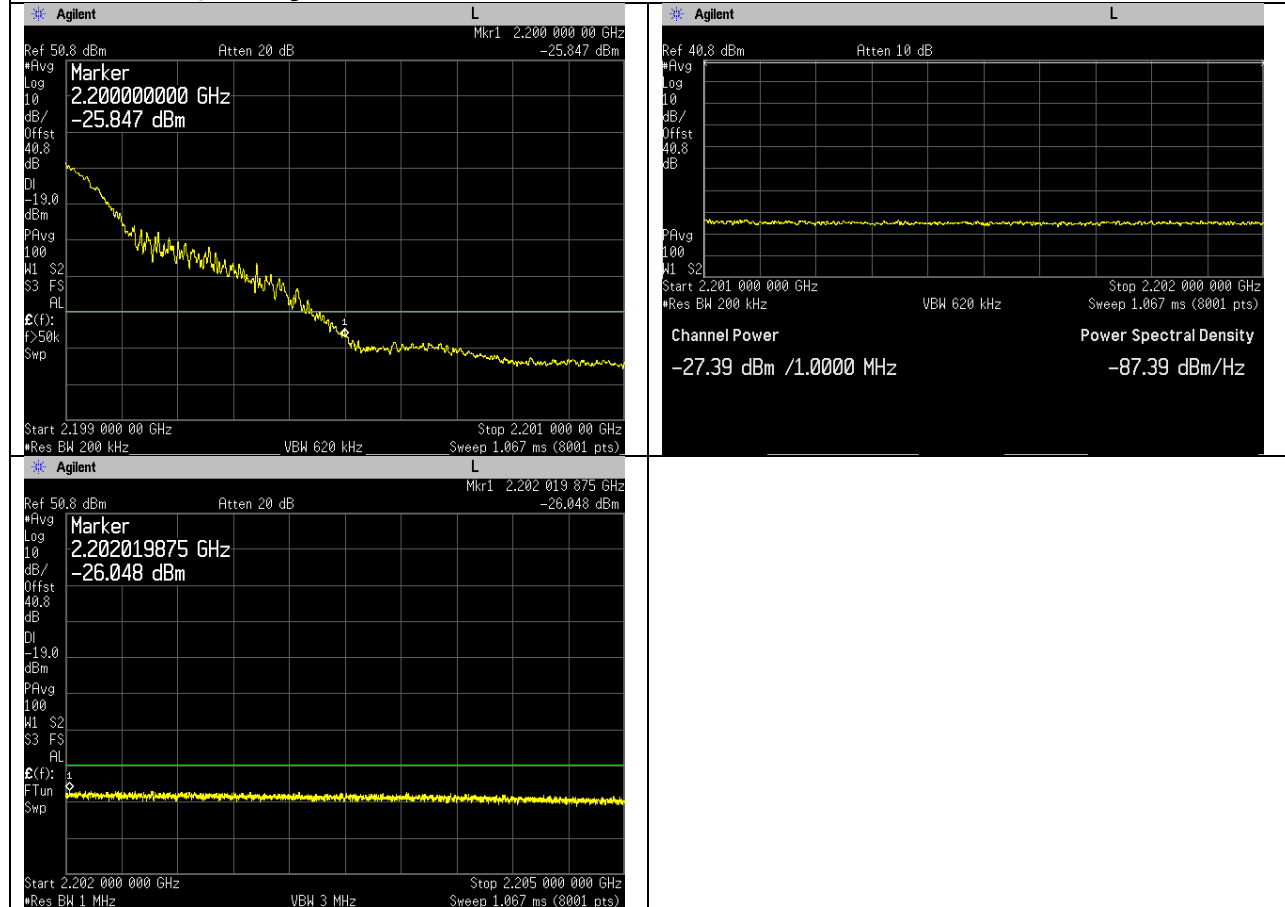 Agilent L
Mkr1 2.200 000 00 GHz
Ref 50.8 dBm Atten 20 dB -25.847 dBm
#Avg
Log
10
dB/
Offst
40.8
dB
DI
-19.0
dBm
PAvg
100
W1 S2
S3 FS
AL
£(f):
f>50k
Swp
Marker
2.200000000 GHz
-25.847 dBm
1
Start 2.199 000 00 GHz Stop 2.201 000 00 GHz
#Res BW 200 kHz VBW 620 kHz Sweep 1.067 ms (8001 pts)
Agilent L
Ref 40.8 dBm Atten 10 dB
#Avg
Log
10
dB/
Offst
40.8
dB
PAvg
100
W1 S2
Start 2.201 000 000 GHz Stop 2.202 000 000 GHz
#Res BW 200 kHz VBW 620 kHz Sweep 1.067 ms (8001 pts)
Channel Power Power Spectral Density
-27.39 dBm /1.0000 MHz -87.39 dBm/Hz
Agilent L
Mkr1 2.202 019 875 GHz
Ref 50.8 dBm Atten 20 dB -26.048 dBm
#Avg
Log
10
dB/
Offst
40.8
dB
DI
-19.0
dBm
PAvg
100
W1 S2
S3 FS
AL
£(f):
FTun
Swp
Marker
2.202019875 GHz
-26.048 dBm
1
Start 2.202 000 000 GHz Stop 2.205 000 000 GHz
#Res BW 1 MHz VBW 3 MHz Sweep 1.067 ms (8001 pts)